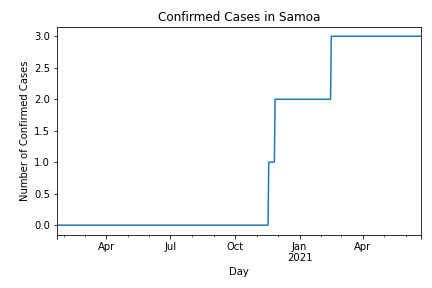 Confirmed Cases in Samoa
Number of Confirmed Cases
3.0
2.5
2.0
1.5
1.0
0.5
0.0
Apr Jul Oct Jan Apr
2021
Day